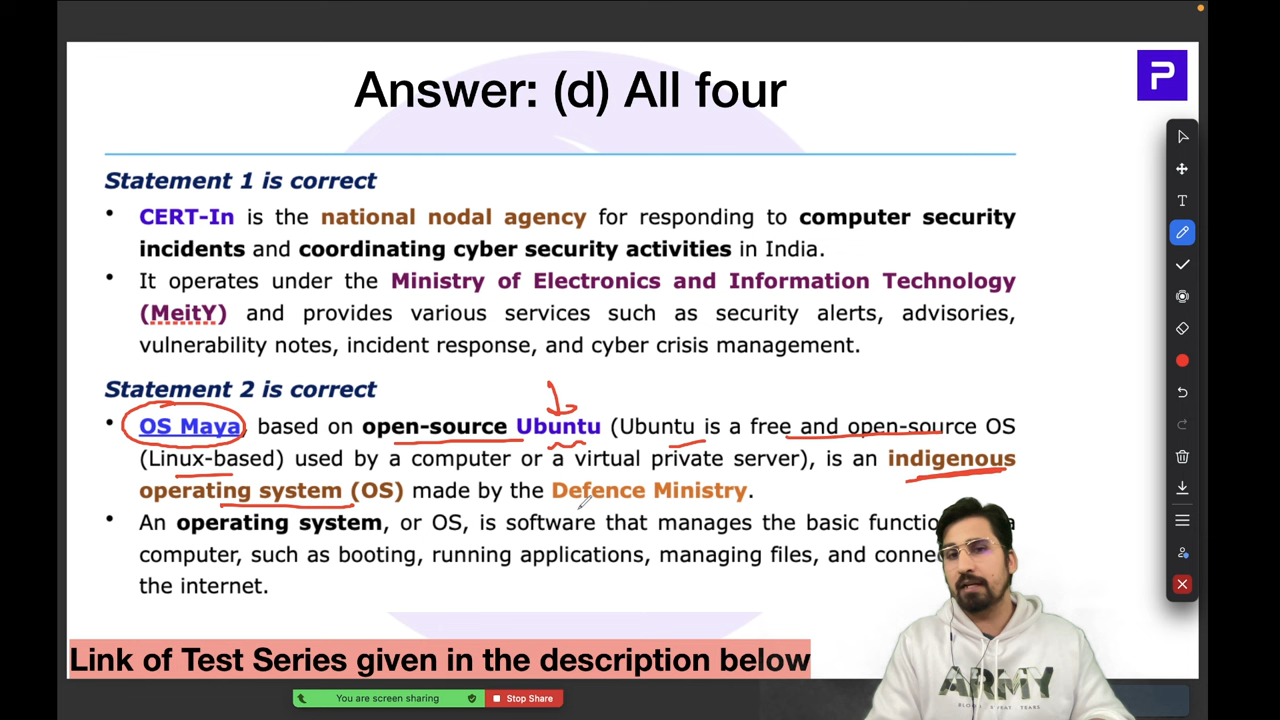 Answer: (d) All four
P
Statement 1 is correct
• CERT-In is the national nodal agency for responding to computer security
incidents and coordinating cyber security activities in India.
• It operates under the Ministry of Electronics and Information Technology
(MeitY) and provides various services such as security alerts, advisories,
vulnerability notes, incident response, and cyber crisis management.
Statement 2 is correct
• OS Maya, based on open-source Ubuntu (Ubuntu is a free and open-source OS
(Linux-based) used by a computer or a virtual private server), is an indigenous
operating system (OS) made by the Defence Ministry.
• An operating system, or OS, is software that manages the basic
computer, such as booting, running applications, managing files, and
the internet.
Link of Test Series given in the description below
You are screen sharing Stop Share
ARMY
T